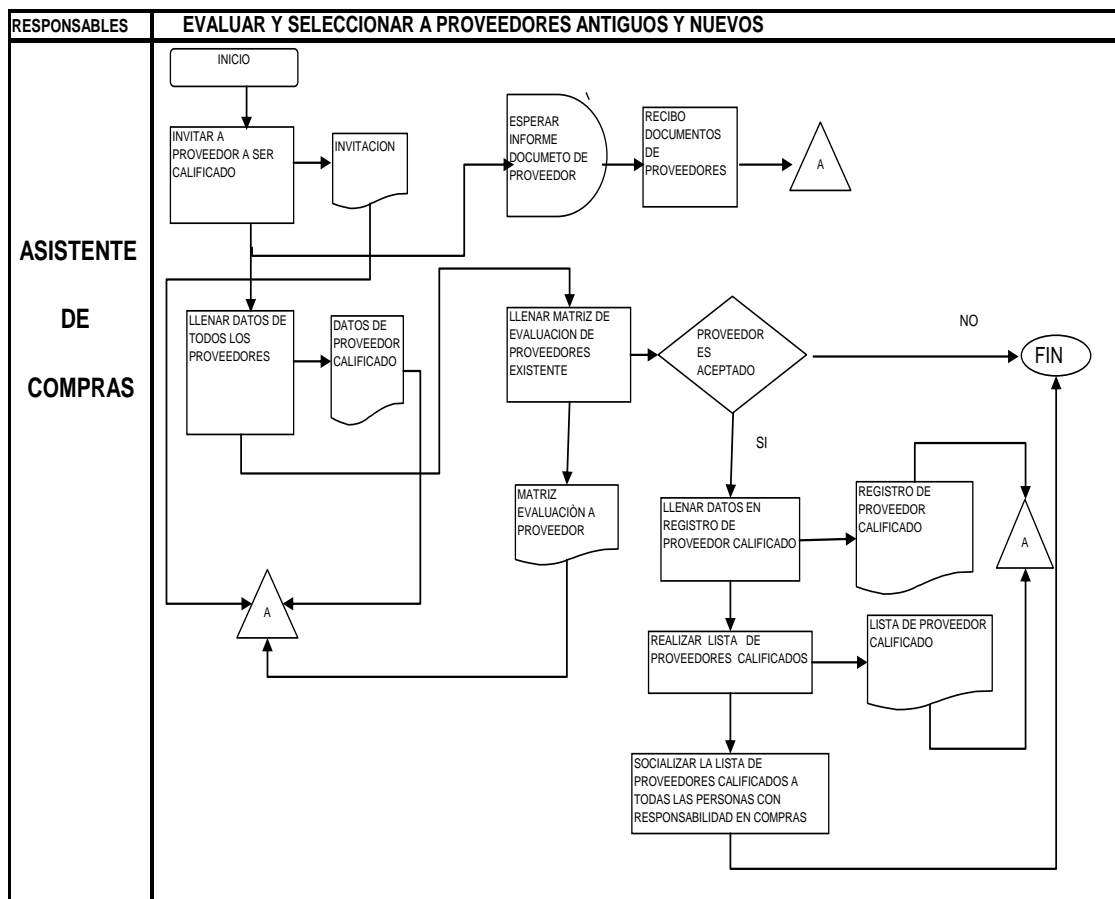 RESPONSABLES
EVALUAR Y SELECCIONAR A PROVEEDORES ANTIGUOS Y NUEVOS
ASISTENTE
DE
COMPRAS
INICIO
INVITAR A
PROVEEDOR A SER
CALIFICADO
INVITACION
ESPERAR
INFORME
DOCUMETO DE
PROVEEDOR
RECIBO
DOCUMENTOS
DE
PROVEEDORES
A
LLENAR DATOS DE
TODOS LOS
PROVEEDORES
DATOS DE
PROVEEDOR
CALIFICADO
LLENAR MATRIZ DE
EVALUACION DE
PROVEEDORES
EXISTENTE
PROVEEDOR
ES
ACEPTADO
NO
FIN
SI
MATRIZ
EVALUACIÒN A
PROVEEDOR
LLENAR DATOS EN
REGISTRO DE
PROVEEDOR CALIFICADO
REGISTRO DE
PROVEEDOR
CALIFICADO
A
A
REALIZAR LISTA DE
PROVEEDORES CALIFICADOS
LISTA DE PROVEEDOR
CALIFICADO
SOCIALIZAR LA LISTA DE
PROVEEDORES CALIFICADOS A
TODAS LAS PERSONAS CON
RESPONSABILIDAD EN COMPRAS